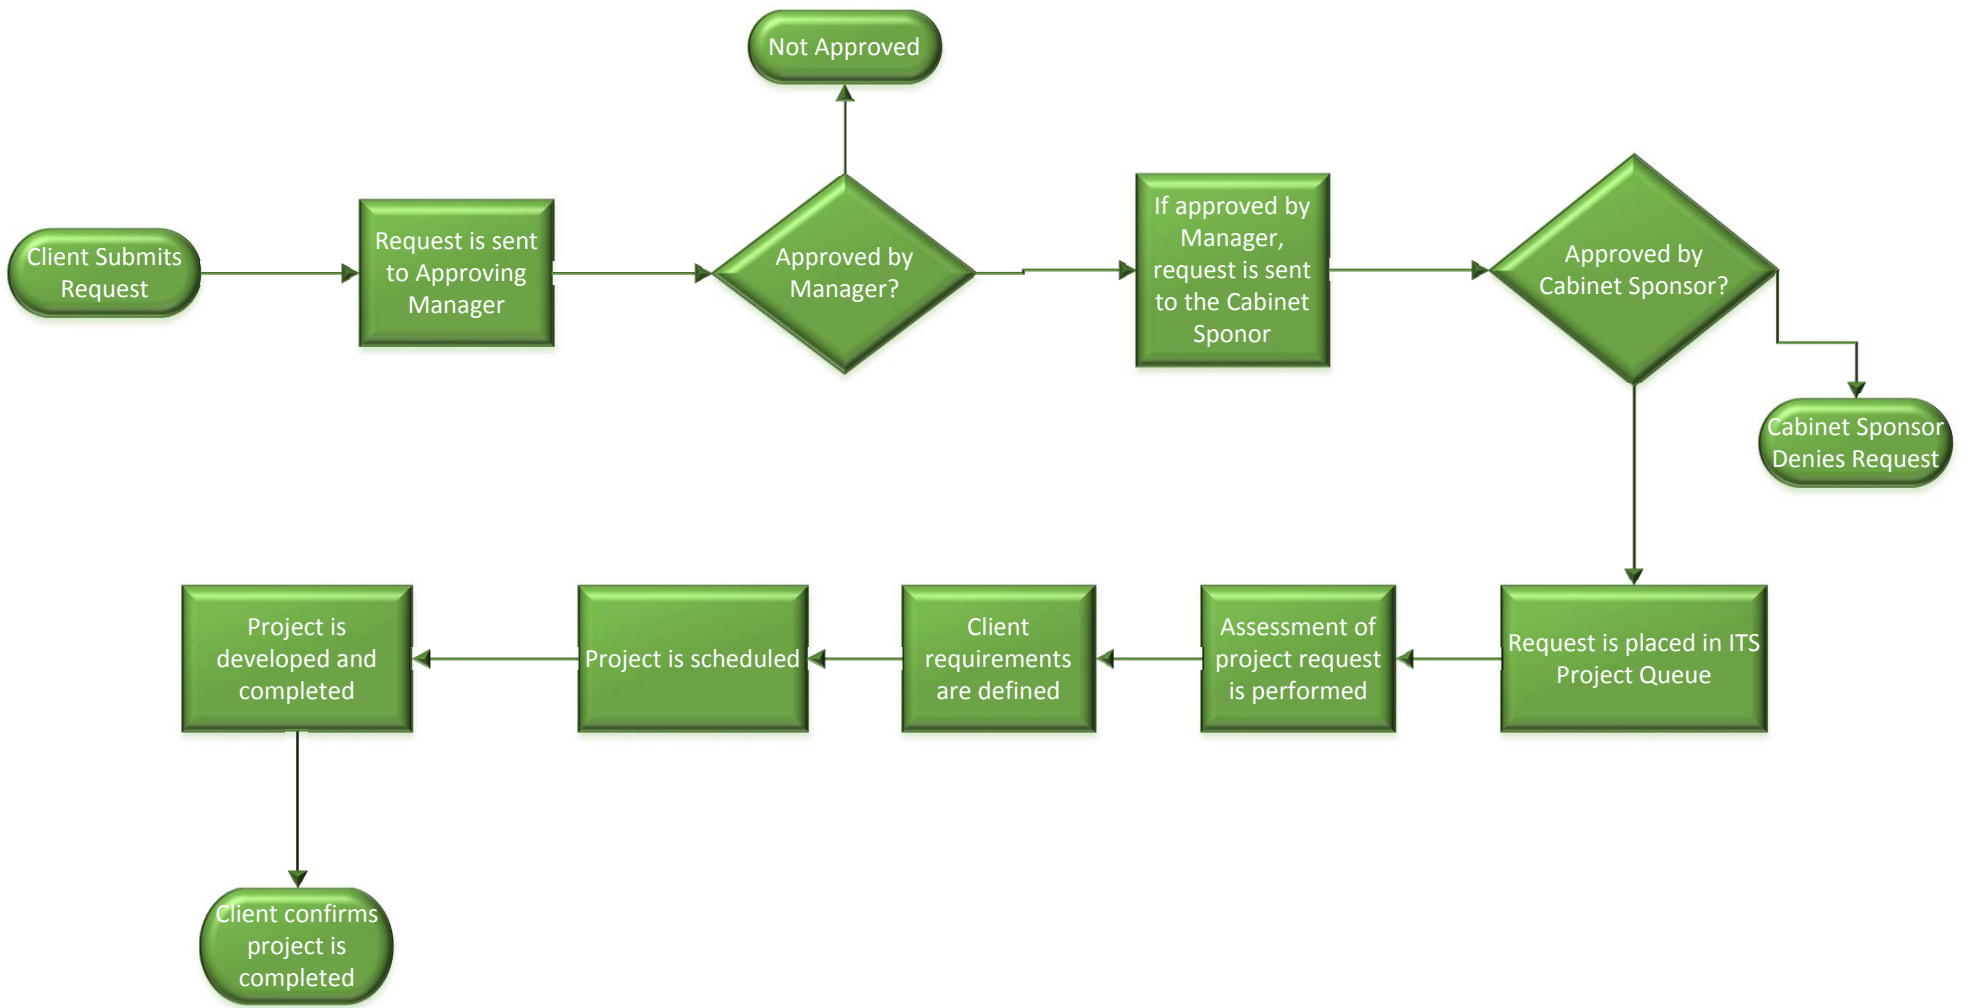 Not Approved
Client Submits
Request
Request is sent
to Approving
Manager
Approved by
Manager?
If approved by
Manager,
request is sent
to the Cabinet
Sponor
Approved by
Cabinet Sponsor?
Cabinet Sponsor
Denies Request
Request is placed in ITS
Project Queue
Assessment of
project request
is performed
Client
requirements
are defined
Project is scheduled
Project is
developed and
completed
Client confirms
project is
completed